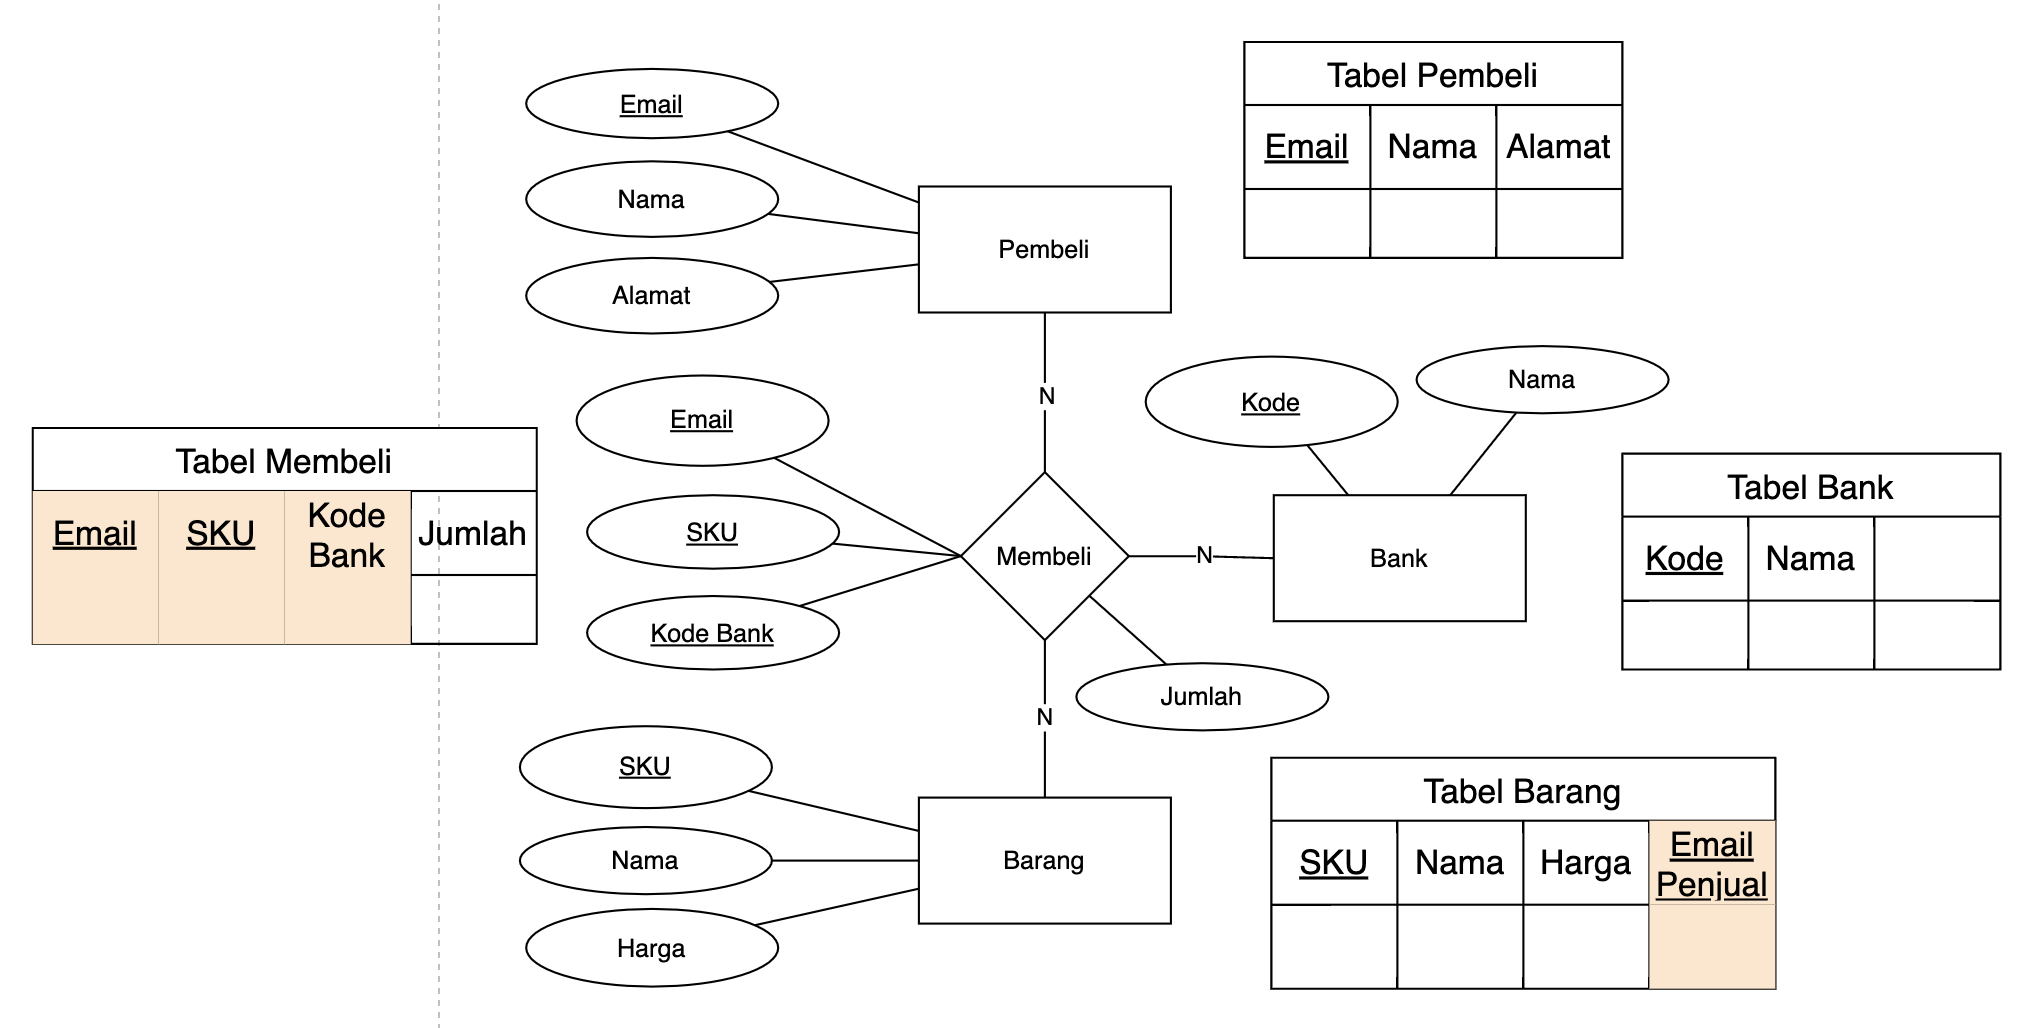 Email
Nama
Alamat
Pembeli
N
Tabel Pembeli
Email Nama Alamat
Tabel Membeli
Email SKU Kode Bank Jumlah
Email
SKU
Kode Bank
Membeli
N
Kode
Nama
Bank
Jumlah
Tabel Bank
Kode Nama
N
SKU
Nama
Harga
Barang
Tabel Barang
SKU Nama Harga Email Penjual